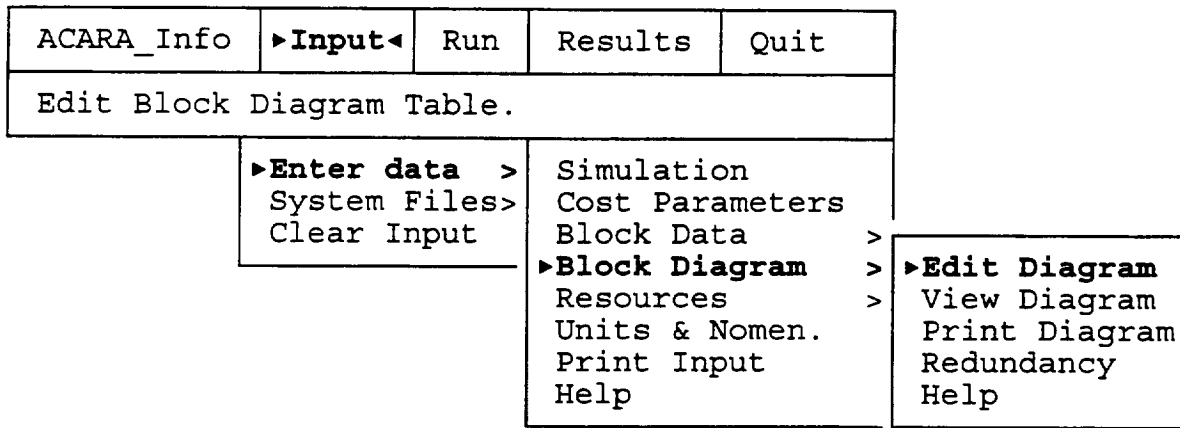 ACARA_Info ►Input◄ Run Results Quit
Edit Block Diagram Table.
►Enter data >
System Files>
Clear Input
Simulation
Cost Parameters
Block Data >
►Block Diagram >
Resources >
Units & Nomen.
Print Input
Help
►Edit Diagram
View Diagram
Print Diagram
Redundancy
Help